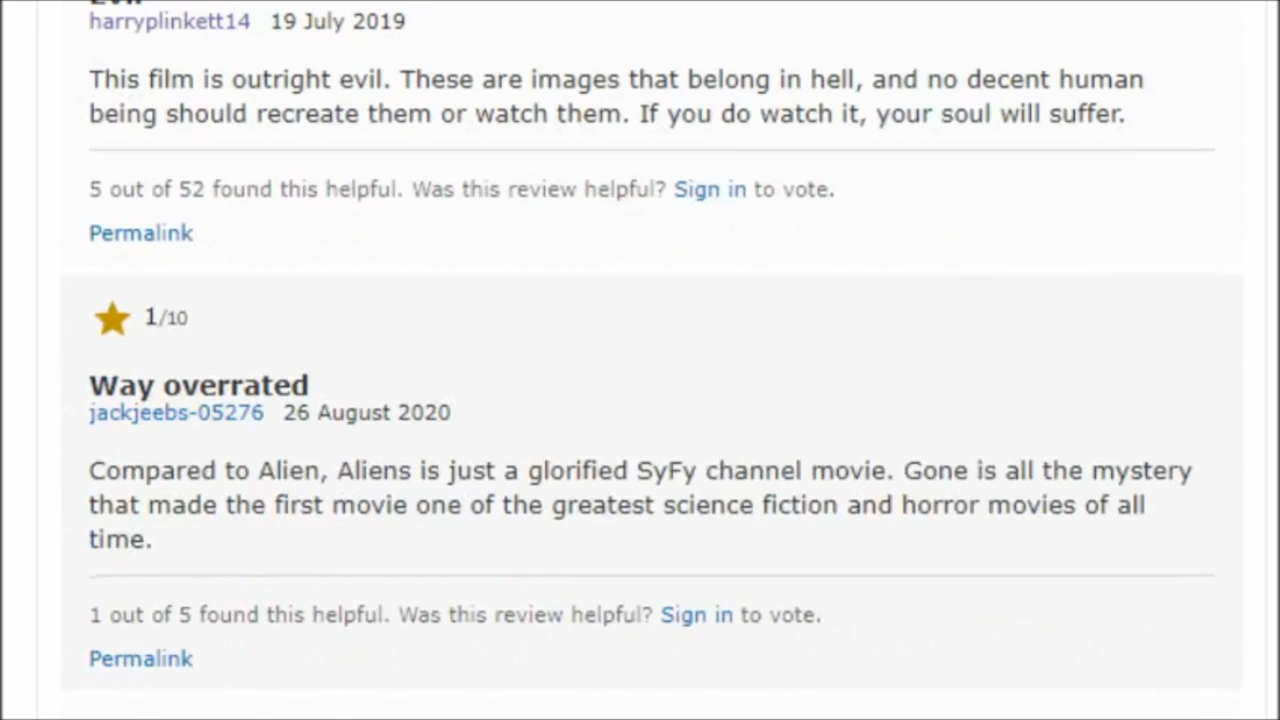 harryplinkett14 19 July 2019
This film is outright evil. These are images that belong in hell, and no decent human
being should recreate them or watch them. If you do watch it, your soul will suffer.
5 out of 52 found this helpful. Was this review helpful? Sign in to vote.
Permalink
1/10
Way overrated
jackjeebs-05276 26 August 2020
Compared to Alien, Aliens is just a glorified SyFy channel movie. Gone is all the mystery
that made the first movie one of the greatest science fiction and horror movies of all
time.
1 out of 5 found this helpful. Was this review helpful? Sign in to vote.
Permalink